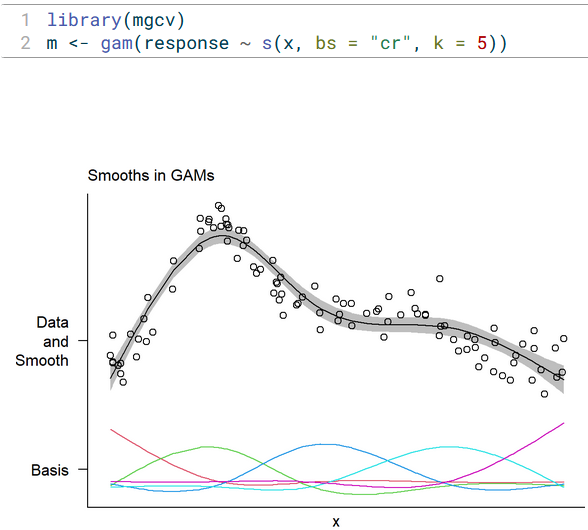 1 library(mgcv)
2 m <- gam(response ~ s(x, bs = "cr", k = 5))
Smooths in GAMs
Data
and
Smooth
Basis
x